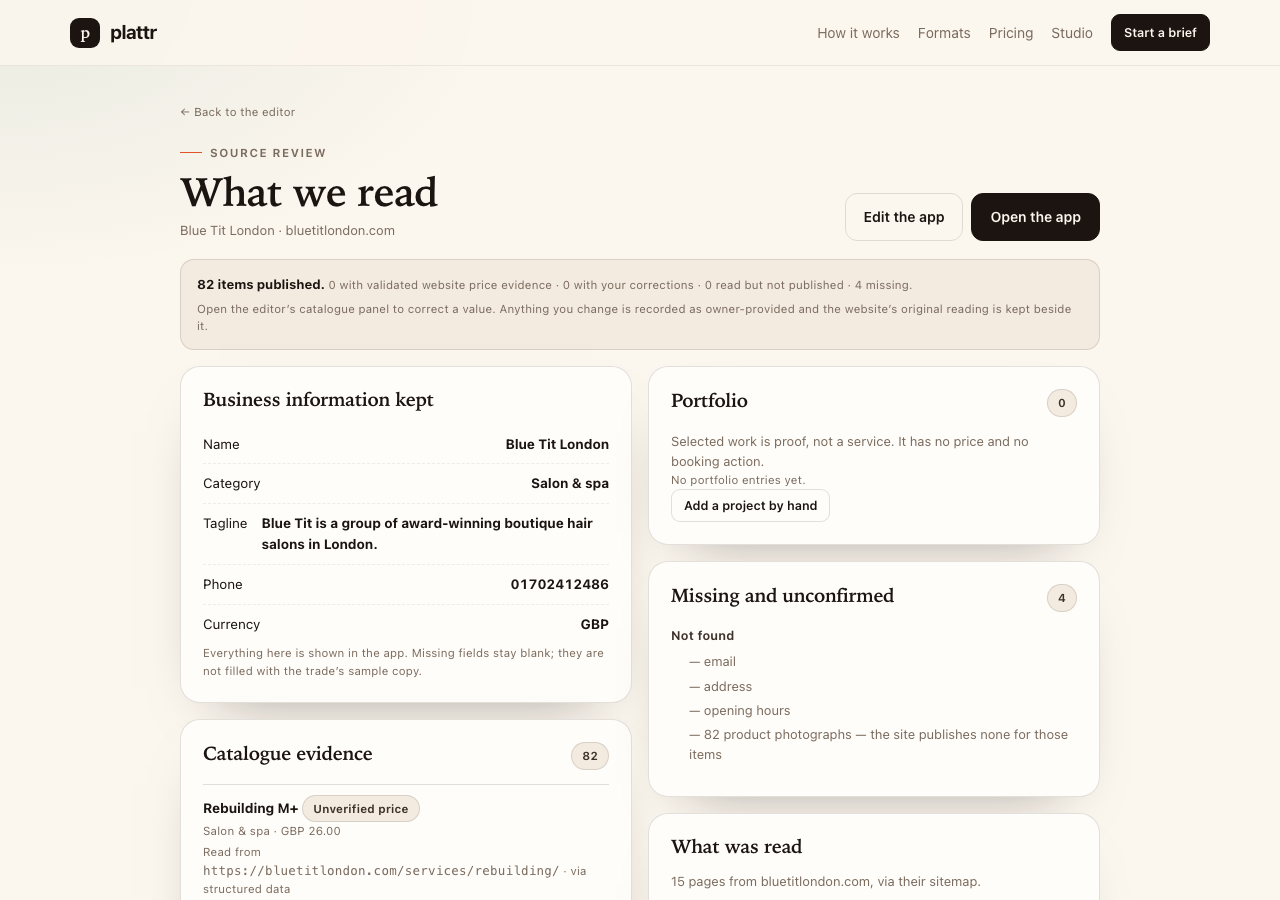 p plattr
How it works Formats Pricing Studio Start a brief
← Back to the editor
SOURCE REVIEW
What we read
Blue Tit London · bluetitlondon.com
Edit the app Open the app
82 items published. 0 with validated website price evidence · 0 with your corrections · 0 read but not published · 4 missing.
Open the editor’s catalogue panel to correct a value. Anything you change is recorded as owner-provided and the website’s original reading is kept beside
it.
Business information kept
Name Blue Tit London
Category Salon & spa
Tagline Blue Tit is a group of award-winning boutique hair
salons in London.
Phone 01702412486
Currency GBP
Everything here is shown in the app. Missing fields stay blank; they are
not filled with the trade’s sample copy.
Catalogue evidence 82
Rebuilding M+ Unverified price
Salon & spa · GBP 26.00
Read from
https://bluetitlondon.com/services/rebuilding/ · via
structured data
Portfolio 0
Selected work is proof, not a service. It has no price and no
booking action.
No portfolio entries yet.
Add a project by hand
Missing and unconfirmed 4
Not found
— email
— address
— opening hours
— 82 product photographs — the site publishes none for those
items
What was read
15 pages from bluetitlondon.com, via their sitemap.